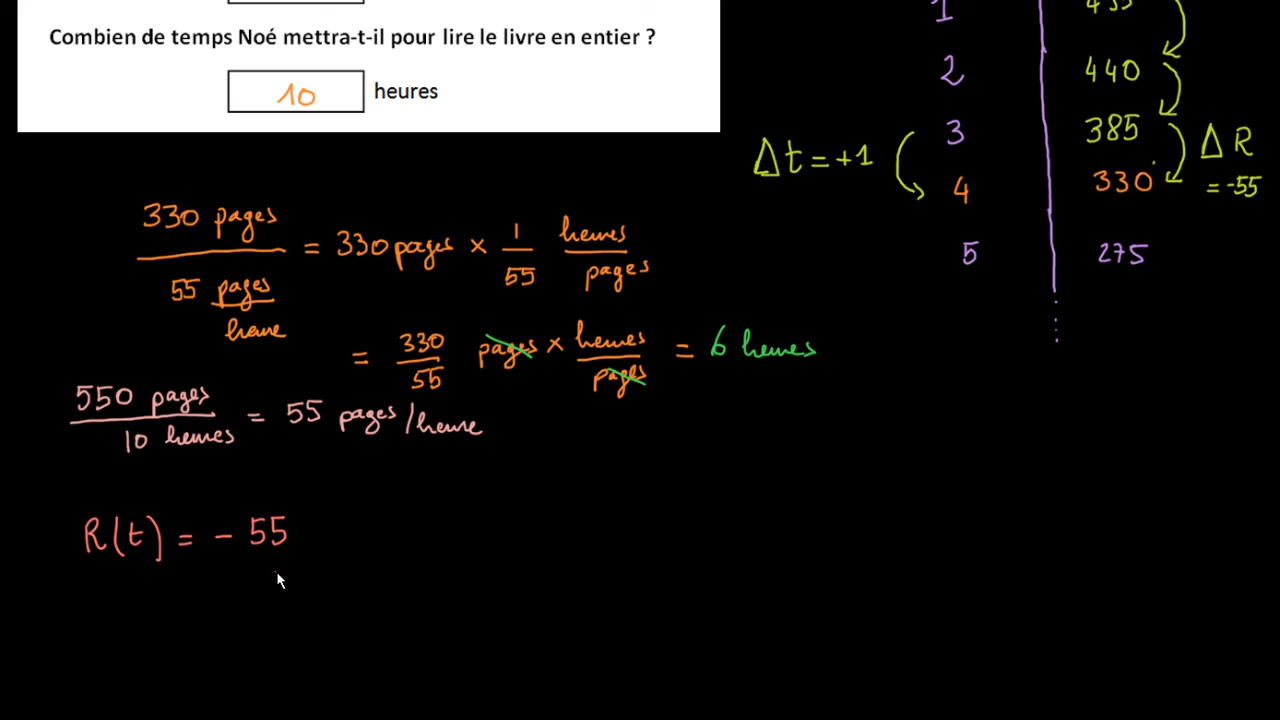 Combien de temps Noé mettra-t-il pour lire le livre en entier ?
10 heures
1
2 440
3 385
Δt = +1
ΔR
4 330
= -55
5 275
330 pages
55 pages
heure
= 330 pages × 1/55 heures/pages
= 330/55 pages × heures/pages = 6 heures
550 pages
10 heures
= 55 pages/heure
R(t) = - 55